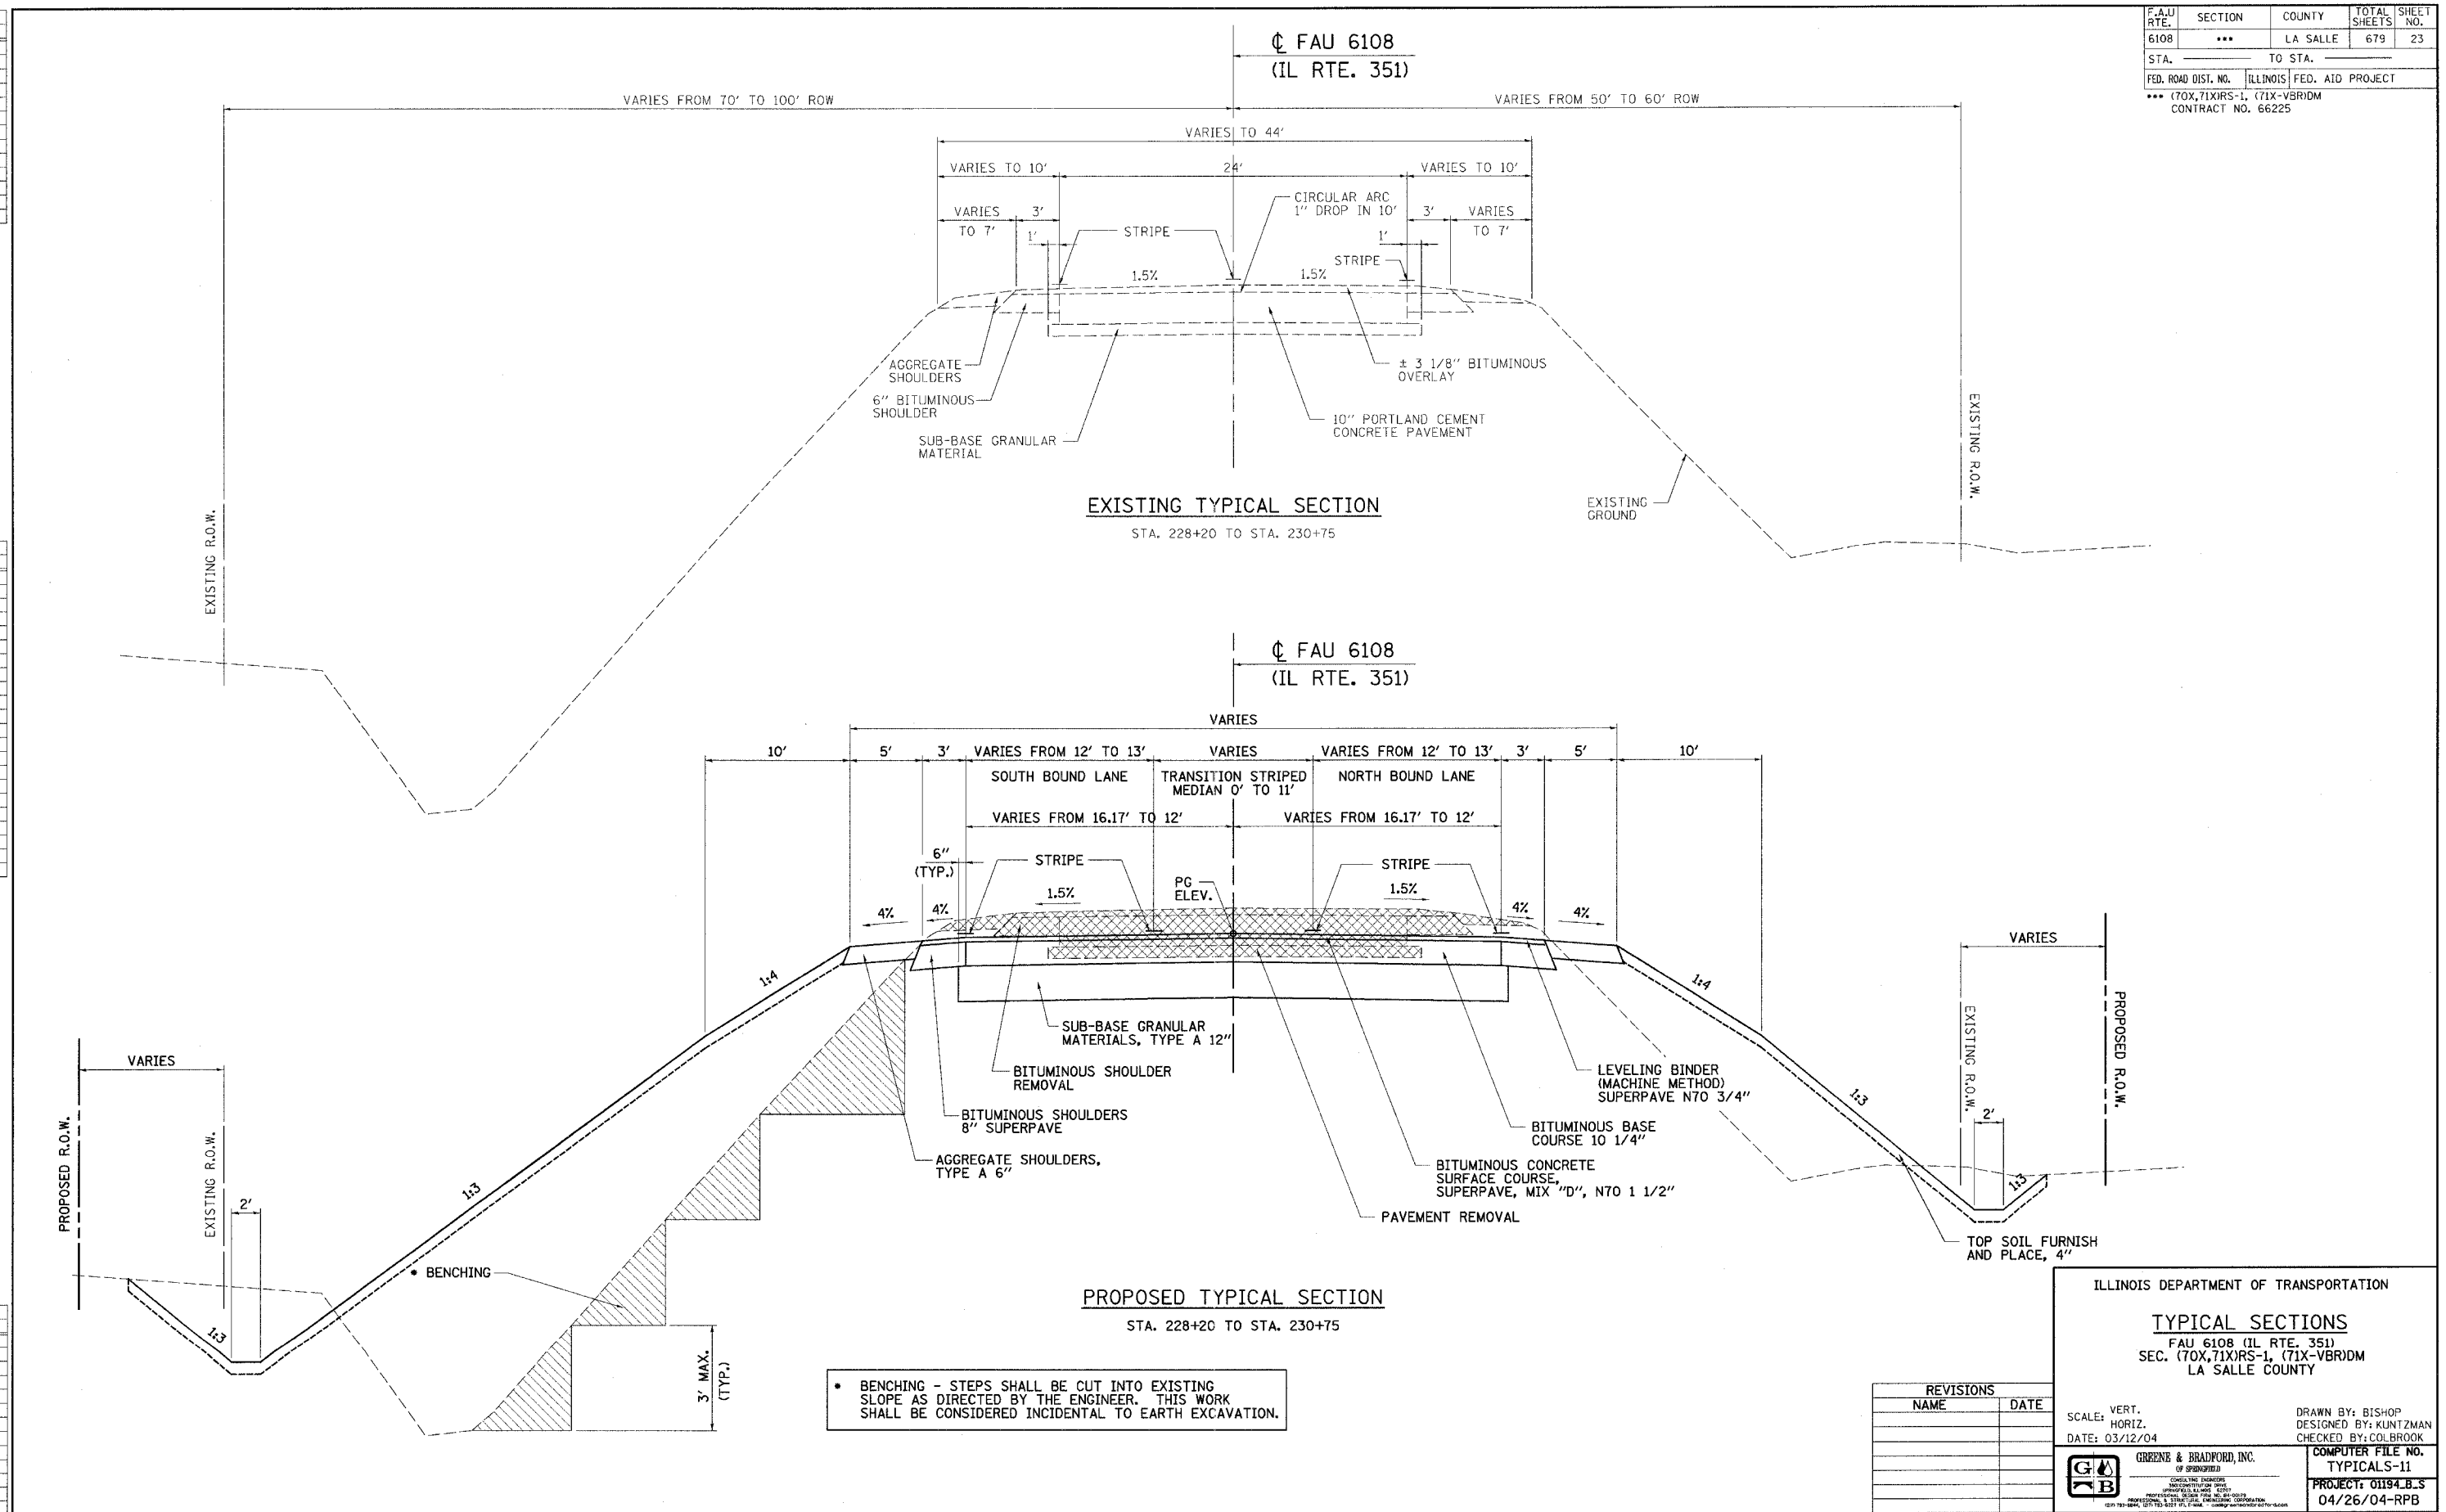 F.A.U RTE. SECTION COUNTY TOTAL SHEETS SHEET NO.
6108 *** LA SALLE 679 23
STA. TO STA.
FED. ROAD DIST. NO. ILLINOIS FED. AID PROJECT
*** (70X,71X)RS-1, (71X-VBR)DM
CONTRACT NO. 66225
℄ FAU 6108
(IL RTE. 351)
VARIES FROM 70' TO 100' ROW
VARIES FROM 50' TO 60' ROW
VARIES TO 44'
VARIES TO 10'
24'
VARIES TO 10'
VARIES
TO 7'
3'
1'
STRIPE
CIRCULAR ARC
1" DROP IN 10'
3'
VARIES
TO 7'
1'
STRIPE
1.5%
1.5%
AGGREGATE
SHOULDERS
6" BITUMINOUS
SHOULDER
SUB-BASE GRANULAR
MATERIAL
± 3 1/8" BITUMINOUS
OVERLAY
10" PORTLAND CEMENT
CONCRETE PAVEMENT
EXISTING R.O.W.
EXISTING R.O.W.
EXISTING
GROUND
EXISTING TYPICAL SECTION
STA. 228+20 TO STA. 230+75
℄ FAU 6108
(IL RTE. 351)
VARIES
10'
5'
3'
VARIES FROM 12' TO 13'
VARIES
VARIES FROM 12' TO 13'
3'
5'
10'
SOUTH BOUND LANE
TRANSITION STRIPED
MEDIAN 0' TO 11'
NORTH BOUND LANE
VARIES FROM 16.17' TO 12'
VARIES FROM 16.17' TO 12'
6"
(TYP.)
STRIPE
PG
ELEV.
STRIPE
4%
4%
1.5%
1.5%
4%
4%
1:4
1:4
VARIES
VARIES
PROPOSED R.O.W.
EXISTING R.O.W.
2'
1:3
1:3
EXISTING R.O.W.
PROPOSED R.O.W.
1:3
2'
1:3
SUB-BASE GRANULAR
MATERIALS, TYPE A 12"
BITUMINOUS SHOULDER
REMOVAL
BITUMINOUS SHOULDERS
8" SUPERPAVE
AGGREGATE SHOULDERS,
TYPE A 6"
LEVELING BINDER
(MACHINE METHOD)
SUPERPAVE N70 3/4"
BITUMINOUS BASE
COURSE 10 1/4"
BITUMINOUS CONCRETE
SURFACE COURSE,
SUPERPAVE, MIX "D", N70 1 1/2"
PAVEMENT REMOVAL
TOP SOIL FURNISH
AND PLACE, 4"
* BENCHING
3' MAX.
(TYP.)
PROPOSED TYPICAL SECTION
STA. 228+20 TO STA. 230+75
* BENCHING - STEPS SHALL BE CUT INTO EXISTING
SLOPE AS DIRECTED BY THE ENGINEER. THIS WORK
SHALL BE CONSIDERED INCIDENTAL TO EARTH EXCAVATION.
REVISIONS
NAME DATE
ILLINOIS DEPARTMENT OF TRANSPORTATION
TYPICAL SECTIONS
FAU 6108 (IL RTE. 351)
SEC. (70X,71X)RS-1, (71X-VBR)DM
LA SALLE COUNTY
SCALE: VERT.
HORIZ.
DATE: 03/12/04
DRAWN BY: BISHOP
DESIGNED BY: KUNTZMAN
CHECKED BY: COLBROOK
G B
GREENE & BRADFORD, INC.
OF SPRINGFIELD
CONSULTING ENGINEERS
COMPUTER FILE NO.
TYPICALS-11
PROJECT: 01194_B_S
04/26/04-RPB